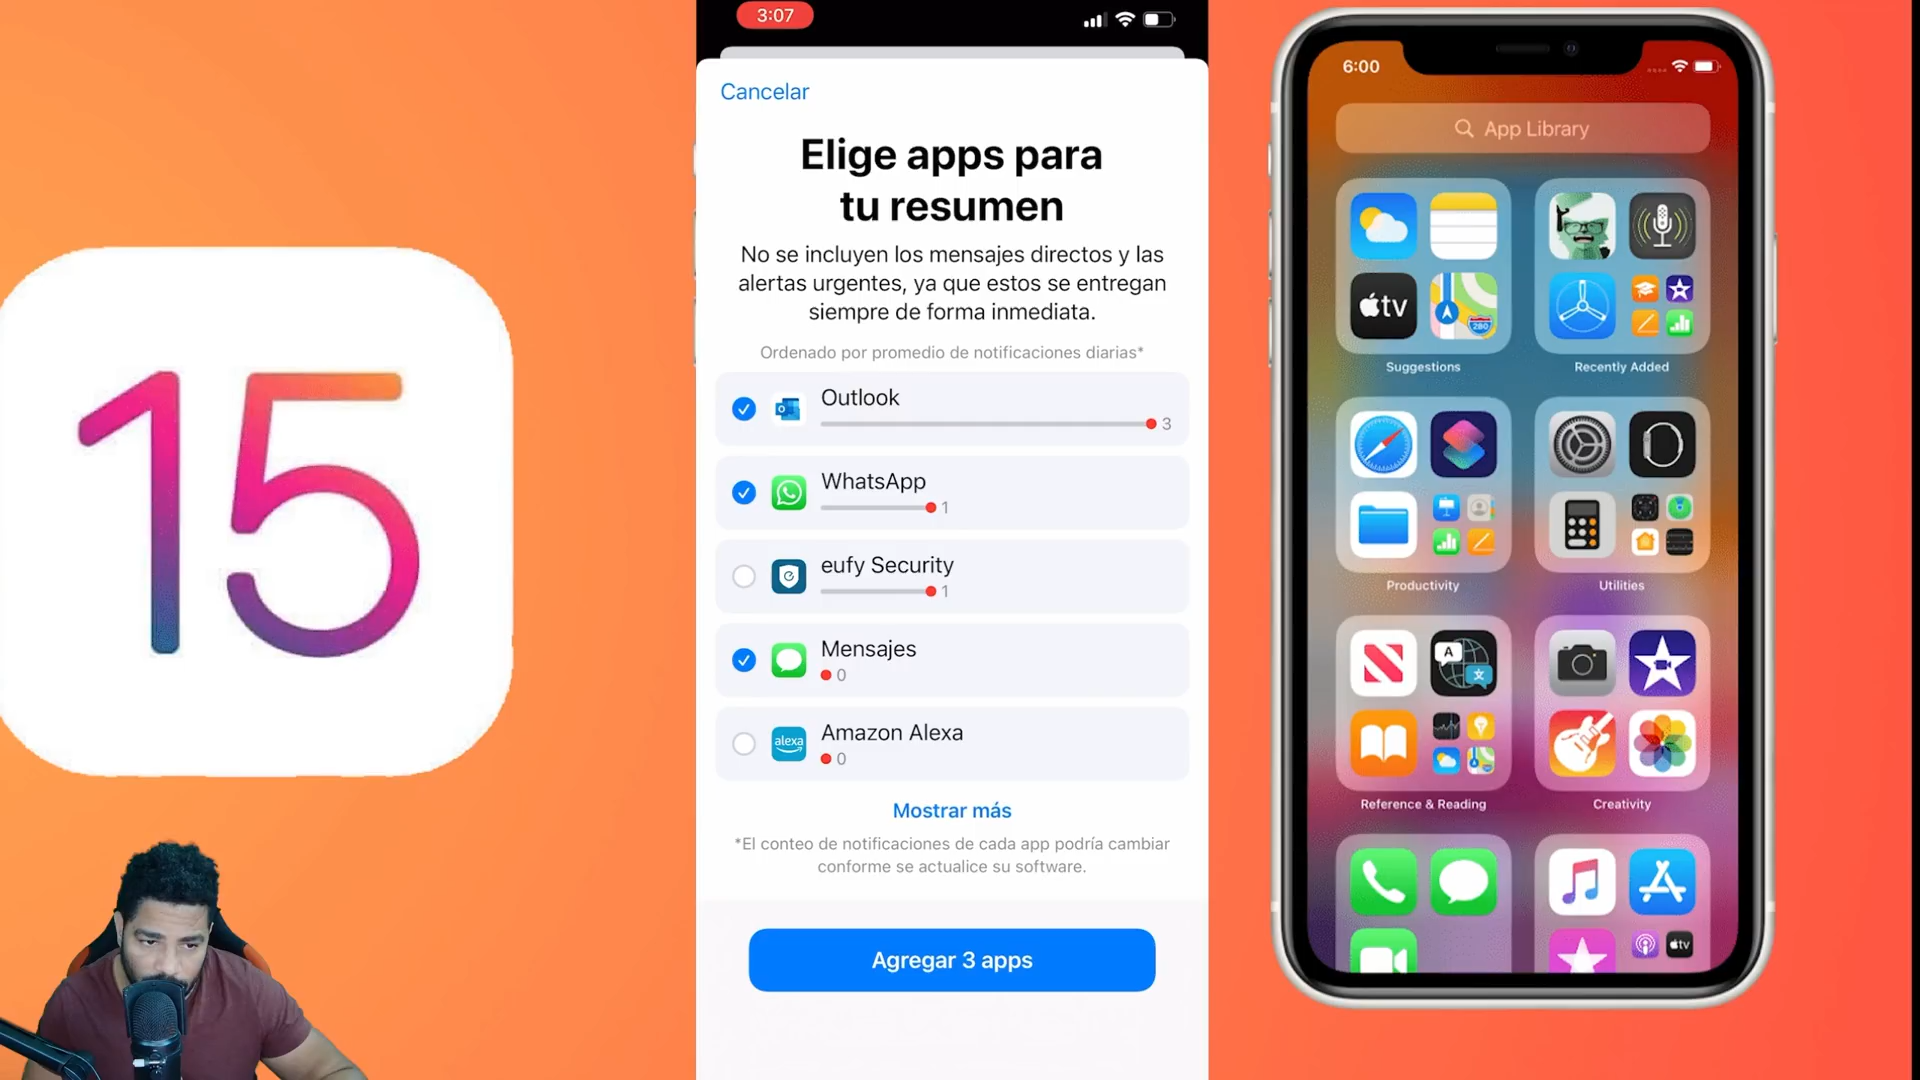 15
3:07
Cancelar
Elige apps para
tu resumen
No se incluyen los mensajes directos y las
alertas urgentes, ya que estos se entregan
siempre de forma inmediata.
Ordenado por promedio de notificaciones diarias*
Outlook
3
WhatsApp
1
eufy Security
1
Mensajes
0
alexa
Amazon Alexa
0
Mostrar más
*El conteo de notificaciones de cada app podría cambiar
conforme se actualice su software.
Agregar 3 apps
6:00
App Library
tv
280
Suggestions
Recently Added
Productivity
Utilities
A
文
Reference & Reading
Creativity
tv